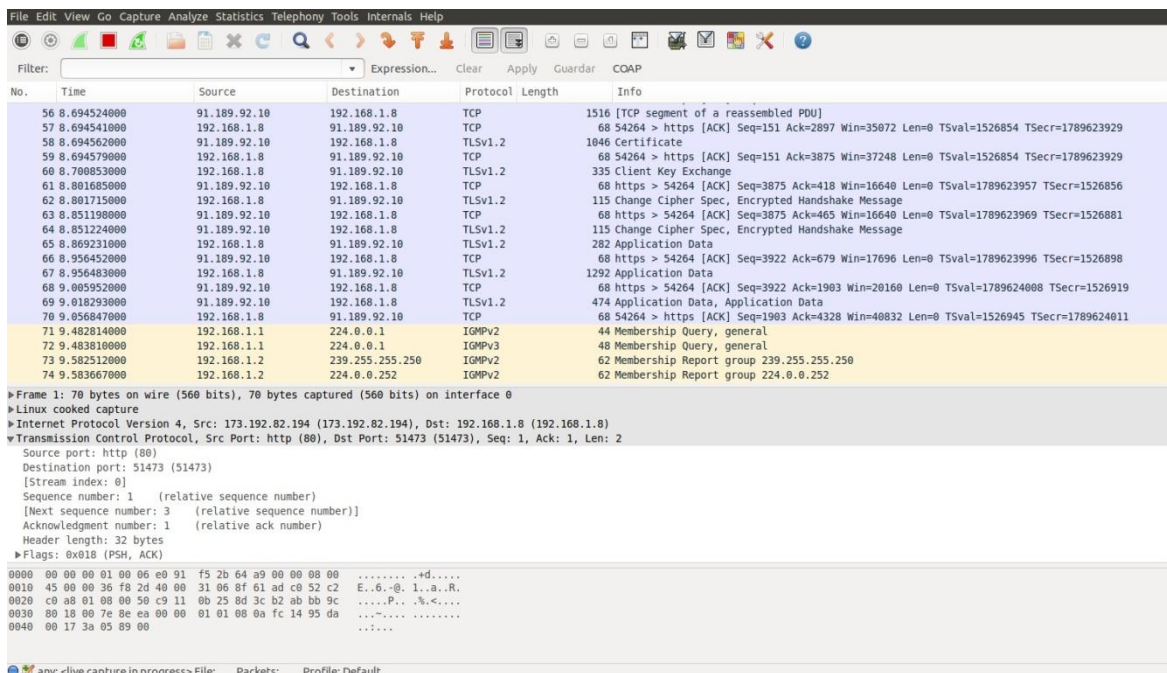 File Edit View Go Capture Analyze Statistics Telephony Tools Internals Help
Filter: Expression... Clear Apply Guardar COAP
No. Time Source Destination Protocol Length Info
56 8.694524000 91.189.92.10 192.168.1.8 TCP 1516 [TCP segment of a reassembled PDU]
57 8.694541000 192.168.1.8 91.189.92.10 TCP 68 54264 > https [ACK] Seq=151 Ack=2897 Win=35072 Len=0 TSval=1526854 TSecr=1789623929
58 8.694562000 91.189.92.10 192.168.1.8 TLSv1.2 1046 Certificate
59 8.694579000 192.168.1.8 91.189.92.10 TCP 68 54264 > https [ACK] Seq=151 Ack=3875 Win=37248 Len=0 TSval=1526854 TSecr=1789623929
60 8.700853000 192.168.1.8 91.189.92.10 TLSv1.2 335 Client Key Exchange
61 8.801685000 91.189.92.10 192.168.1.8 TCP 68 https > 54264 [ACK] Seq=3875 Ack=418 Win=16640 Len=0 TSval=1789623957 TSecr=1526856
62 8.801715000 192.168.1.8 91.189.92.10 TLSv1.2 115 Change Cipher Spec, Encrypted Handshake Message
63 8.851198000 91.189.92.10 192.168.1.8 TCP 68 https > 54264 [ACK] Seq=3875 Ack=465 Win=16640 Len=0 TSval=1789623969 TSecr=1526881
64 8.851224000 91.189.92.10 192.168.1.8 TLSv1.2 115 Change Cipher Spec, Encrypted Handshake Message
65 8.869231000 192.168.1.8 91.189.92.10 TLSv1.2 282 Application Data
66 8.956452000 91.189.92.10 192.168.1.8 TCP 68 https > 54264 [ACK] Seq=3922 Ack=679 Win=17696 Len=0 TSval=1789623996 TSecr=1526898
67 8.956483000 192.168.1.8 91.189.92.10 TLSv1.2 1292 Application Data
68 9.005952000 91.189.92.10 192.168.1.8 TCP 68 https > 54264 [ACK] Seq=3922 Ack=1903 Win=20160 Len=0 TSval=1789624008 TSecr=1526919
69 9.018293000 91.189.92.10 192.168.1.8 TLSv1.2 474 Application Data, Application Data
70 9.056847000 192.168.1.8 91.189.92.10 TCP 68 54264 > https [ACK] Seq=1903 Ack=4328 Win=40832 Len=0 TSval=1526945 TSecr=1789624011
71 9.482814000 192.168.1.1 224.0.0.1 IGMPv2 44 Membership Query, general
72 9.483810000 192.168.1.1 224.0.0.1 IGMPv3 48 Membership Query, general
73 9.582512000 192.168.1.2 239.255.255.250 IGMPv2 62 Membership Report group 239.255.255.250
74 9.583667000 192.168.1.2 224.0.0.252 IGMPv2 62 Membership Report group 224.0.0.252
Frame 1: 70 bytes on wire (560 bits), 70 bytes captured (560 bits) on interface 0
Linux cooked capture
Internet Protocol Version 4, Src: 173.192.82.194 (173.192.82.194), Dst: 192.168.1.8 (192.168.1.8)
Transmission Control Protocol, Src Port: http (80), Dst Port: 51473 (51473), Seq: 1, Ack: 1, Len: 2
Source port: http (80)
Destination port: 51473 (51473)
[Stream index: 0]
Sequence number: 1 (relative sequence number)
[Next sequence number: 3 (relative sequence number)]
Acknowledgment number: 1 (relative ack number)
Header length: 32 bytes
Flags: 0x018 (PSH, ACK)
0000 00 00 00 01 00 06 e0 91 f5 2b 64 a9 00 00 08 00 ........ .+d.....
0010 45 00 00 36 f8 2d 40 00 31 06 8f 61 ad c0 52 c2 E..6.-@. 1..a..R.
0020 c0 a8 01 08 00 50 c9 11 0b 25 8d 3c b2 ab bb 9c .....P.. .%.<....
0030 80 18 00 7e 8e ea 00 00 01 01 08 0a fc 14 95 da ...~.... ........
0040 00 17 3a 05 89 00 ..:...
any: <live capture in progress> File: Packets: Profile: Default